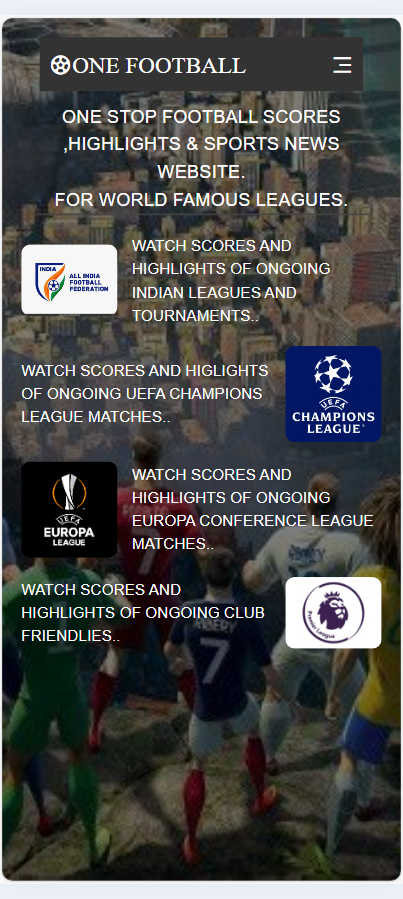 ONE FOOTBALL
ONE STOP FOOTBALL SCORES
,HIGHLIGHTS & SPORTS NEWS
WEBSITE.
FOR WORLD FAMOUS LEAGUES.
INDIA
ALL INDIA
FOOTBALL
FEDERATION
WATCH SCORES AND
HIGHLIGHTS OF ONGOING
INDIAN LEAGUES AND
TOURNAMENTS..
WATCH SCORES AND HIGLIGHTS
OF ONGOING UEFA CHAMPIONS
LEAGUE MATCHES..
UEFA
CHAMPIONS
LEAGUE
UEFA
EUROPA
LEAGUE
WATCH SCORES AND
HIGHLIGHTS OF ONGOING
EUROPA CONFERENCE LEAGUE
MATCHES..
WATCH SCORES AND
HIGHLIGHTS OF ONGOING CLUB
FRIENDLIES..
Premier League
7